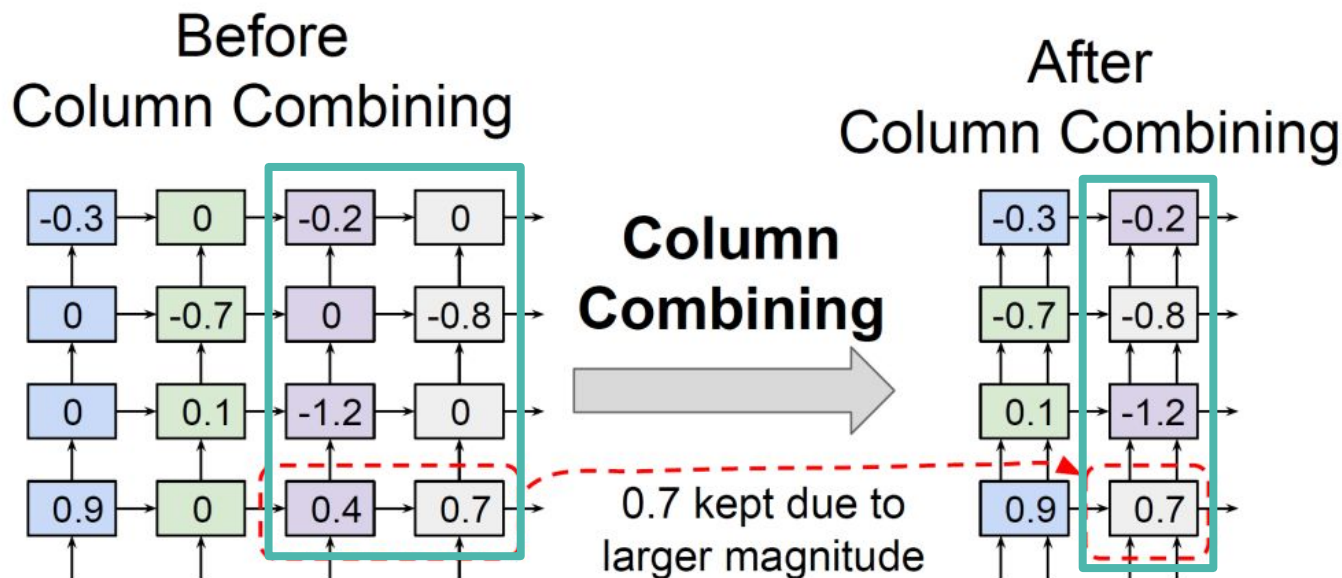 Before
Column Combining
After
Column Combining
-0.3 0 -0.2 0
0 -0.7 0 -0.8
0 0.1 -1.2 0
0.9 0 0.4 0.7
Column
Combining
0.7 kept due to
larger magnitude
-0.3 -0.2
-0.7 -0.8
0.1 -1.2
0.9 0.7